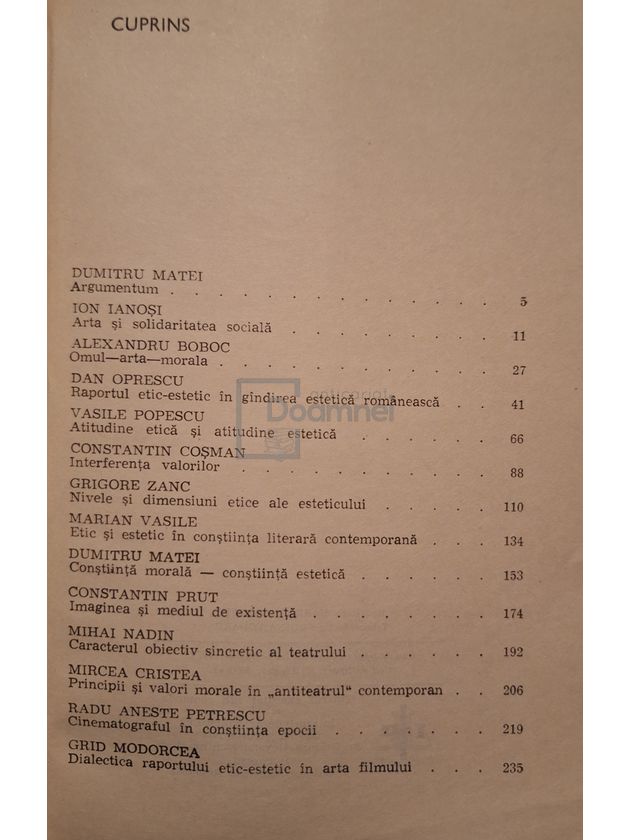 CUPRINS
DUMITRU MATEI
Argumentum . . . . . . . . . . . 5
ION IANOȘI
Arta și solidaritatea socială . . . . . . . 11
ALEXANDRU BOBOC
Omul—arta—morala . . . . . . . . . 27
DAN OPRESCU
Raportul etic-estetic în gîndirea estetică românească . . 41
VASILE POPESCU
Atitudine etică și atitudine estetică . . . . . . 66
CONSTANTIN COȘMAN
Interferența valorilor . . . . . . . . . 88
GRIGORE ZANC
Nivele și dimensiuni etice ale esteticului . . . . . 110
MARIAN VASILE
Etic și estetic în conștiința literară contemporană . . . 134
DUMITRU MATEI
Conștiință morală — conștiință estetică . . . . . . 153
CONSTANTIN PRUT
Imaginea și mediul de existență . . . . . . . 174
MIHAI NADIN
Caracterul obiectiv sincretic al teatrului . . . . . 192
MIRCEA CRISTEA
Principii și valori morale în „antiteatrul" contemporan . . 206
RADU ANESTE PETRESCU
Cinematograful în conștiința epocii . . . . . . . 219
GRID MODORCEA
Dialectica raportului etic-estetic în arta filmului . . . 235
anticariat
Doamnei